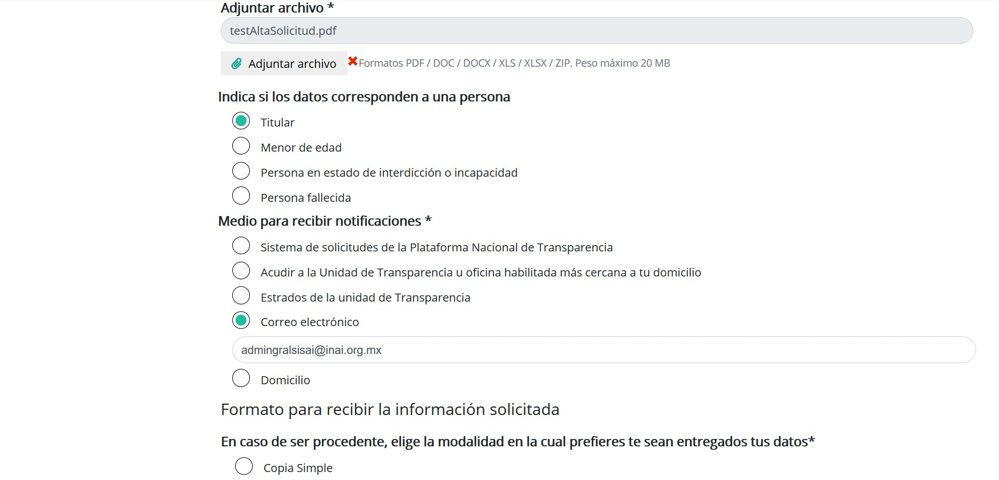 Adjuntar archivo *
testAltaSolicitud.pdf
Adjuntar archivo Formatos PDF / DOC / DOCX / XLS / XLSX / ZIP. Peso máximo 20 MB
Indica si los datos corresponden a una persona
Titular
Menor de edad
Persona en estado de interdicción o incapacidad
Persona fallecida
Medio para recibir notificaciones *
Sistema de solicitudes de la Plataforma Nacional de Transparencia
Acudir a la Unidad de Transparencia u oficina habilitada más cercana a tu domicilio
Estrados de la unidad de Transparencia
Correo electrónico
admingralsisai@inai.org.mx
Domicilio
Formato para recibir la información solicitada
En caso de ser procedente, elige la modalidad en la cual prefieres te sean entregados tus datos*
Copia Simple